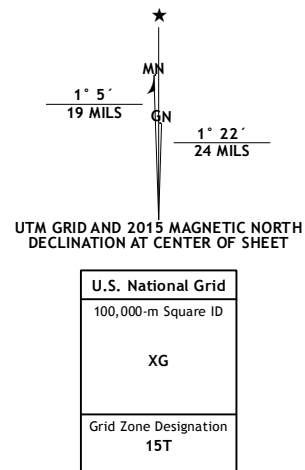 ★
MN
1° 5´
19 MILS
GN
1° 22´
24 MILS
UTM GRID AND 2015 MAGNETIC NORTH
DECLINATION AT CENTER OF SHEET
U.S. National Grid
100,000-m Square ID
XG
Grid Zone Designation
15T